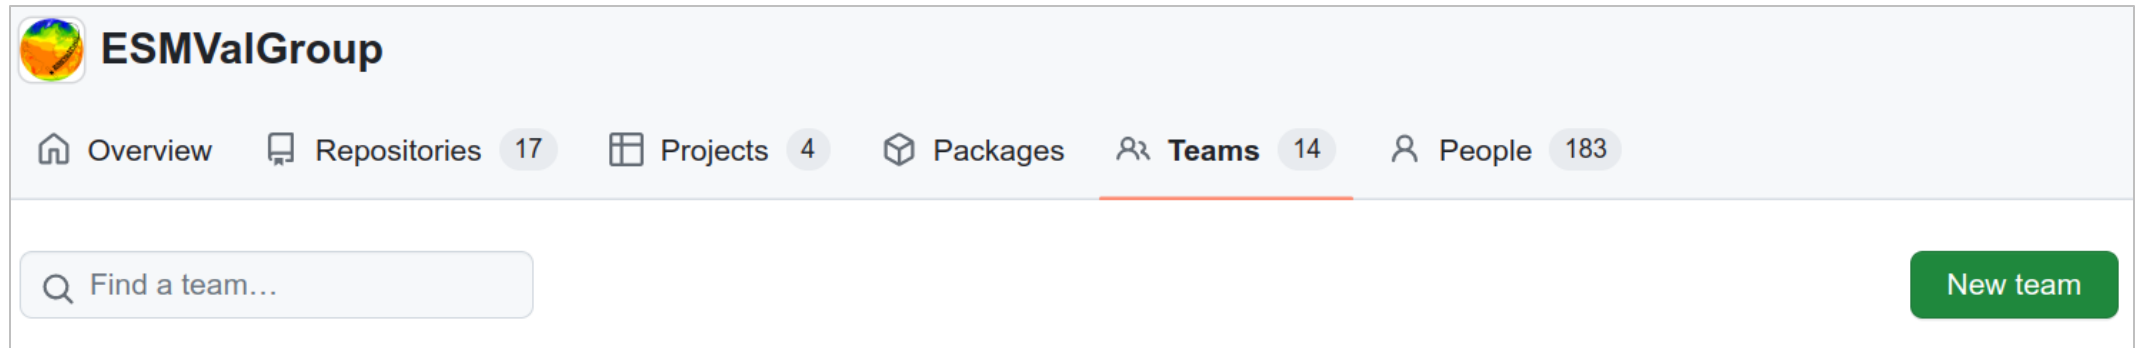 ESMValGroup
Overview Repositories 17 Projects 4 Packages Teams 14 People 183
Find a team… New team